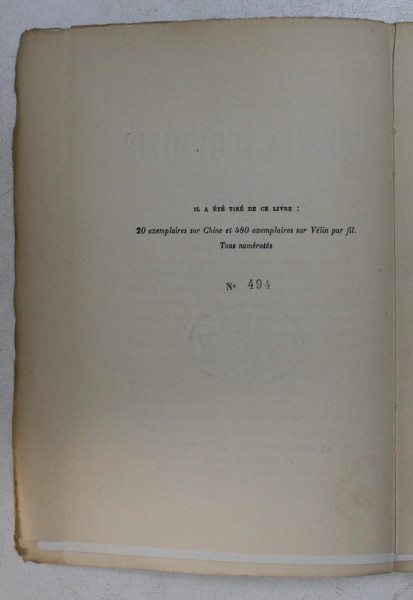 IL A ÉTÉ TIRÉ DE CE LIVRE :
20 exemplaires sur Chine et 480 exemplaires sur Vélin pur fil.
Tous numérotés
N° 494